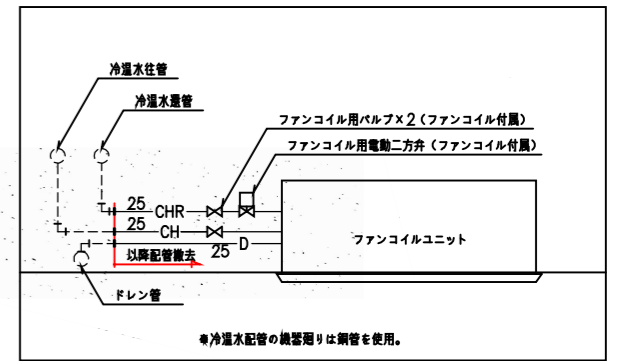 冷温水往管
冷温水還管
ファンコイル用バルブ×2(ファンコイル付属)
ファンコイル用電動二方弁(ファンコイル付属)
25 CHR
25 CH
25 D
ファンコイルユニット
以降配管撤去
ドレン管
※冷温水配管の機器廻りは銅管を使用。